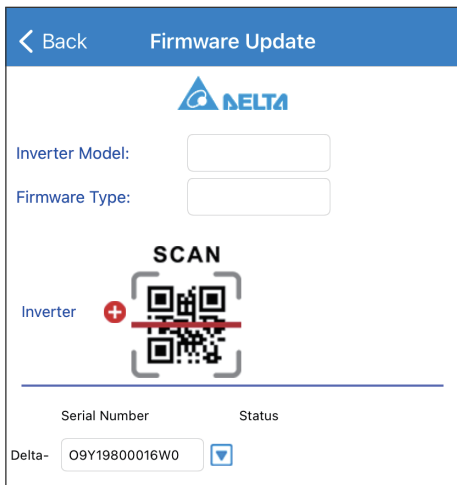 Back Firmware Update
DELTA
Inverter Model:
Firmware Type:
SCAN
Inverter
Serial Number Status
Delta- O9Y19800016W0